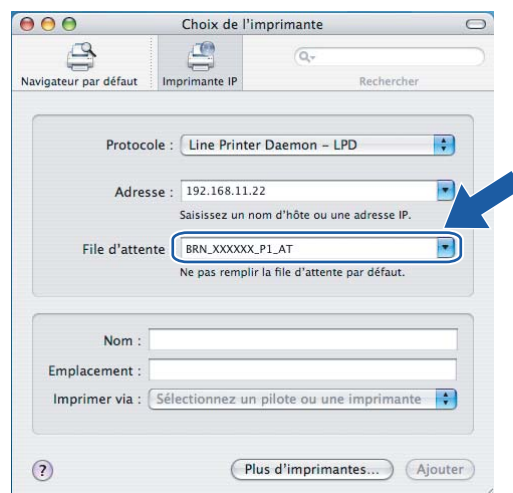 Choix de l'imprimante
Navigateur par défaut Imprimante IP Rechercher
Protocole : Line Printer Daemon – LPD
Adresse : 192.168.11.22
Saisissez un nom d'hôte ou une adresse IP.
File d'attente BRN_XXXXXX_P1_AT
Ne pas remplir la file d'attente par défaut.
Nom :
Emplacement :
Imprimer via : Sélectionnez un pilote ou une imprimante
? Plus d'imprimantes... Ajouter